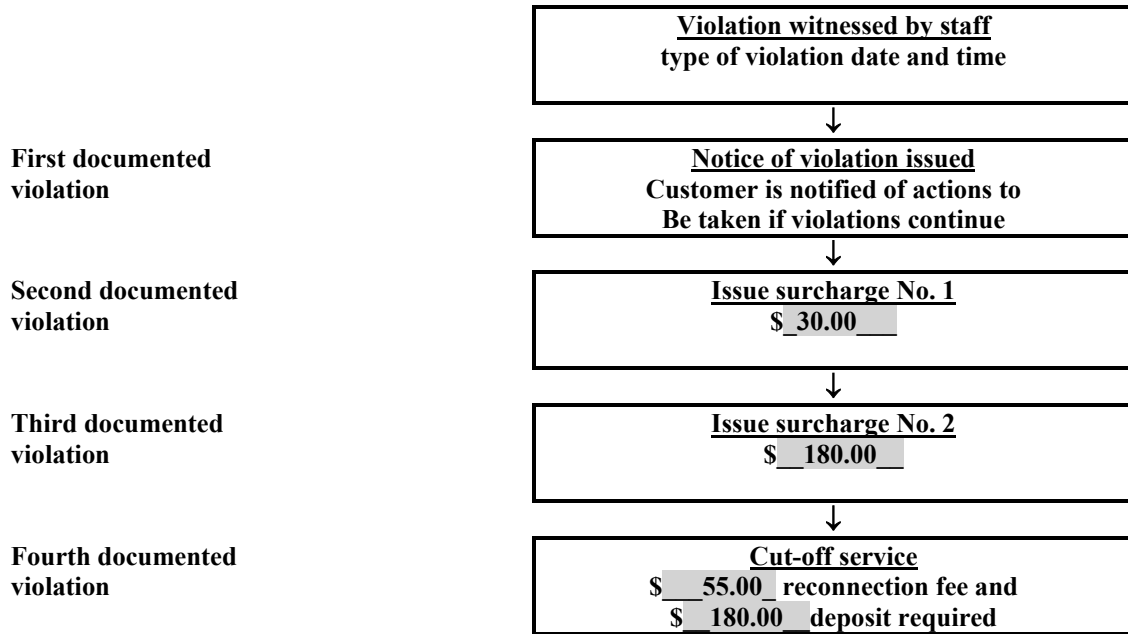 Violation witnessed by staff
type of violation date and time
↓
First documented
violation
Notice of violation issued
Customer is notified of actions to
Be taken if violations continue
↓
Second documented
violation
Issue surcharge No. 1
$_30.00___
↓
Third documented
violation
Issue surcharge No. 2
$__180.00__
↓
Fourth documented
violation
Cut-off service
$___55.00_ reconnection fee and
$__180.00__deposit required